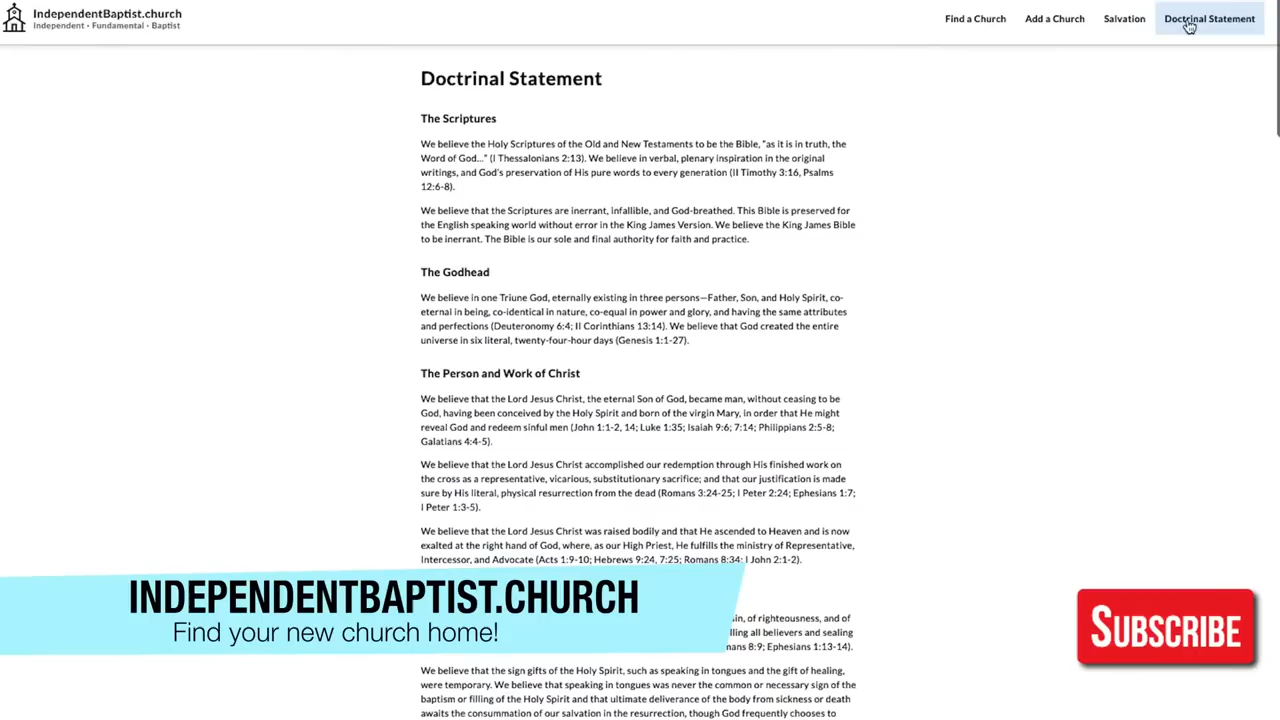 IndependentBaptist.church
Independent • Fundamental • Baptist
Find a Church
Add a Church
Salvation
Doctrinal Statement
Doctrinal Statement
The Scriptures
We believe the Holy Scriptures of the Old and New Testaments to be the Bible, "as it is in truth, the
Word of God..." (I Thessalonians 2:13). We believe in verbal, plenary inspiration in the original
writings, and God's preservation of His pure words to every generation (II Timothy 3:16, Psalms
12:6-8).
We believe that the Scriptures are inerrant, infallible, and God-breathed. This Bible is preserved for
the English speaking world without error in the King James Version. We believe the King James Bible
to be inerrant. The Bible is our sole and final authority for faith and practice.
The Godhead
We believe in one Triune God, eternally existing in three persons—Father, Son, and Holy Spirit, co-
eternal in being, co-identical in nature, co-equal in power and glory, and having the same attributes
and perfections (Deuteronomy 6:4; II Corinthians 13:14). We believe that God created the entire
universe in six literal, twenty-four-hour days (Genesis 1:1-27).
The Person and Work of Christ
We believe that the Lord Jesus Christ, the eternal Son of God, became man, without ceasing to be
God, having been conceived by the Holy Spirit and born of the virgin Mary, in order that He might
reveal God and redeem sinful men (John 1:1-2, 14; Luke 1:35; Isaiah 9:6; 7:14; Philippians 2:5-8;
Galatians 4:4-5).
We believe that the Lord Jesus Christ accomplished our redemption through His finished work on
the cross as a representative, vicarious, substitutionary sacrifice; and that our justification is made
sure by His literal, physical resurrection from the dead (Romans 3:24-25; I Peter 2:24; Ephesians 1:7;
I Peter 1:3-5).
We believe that the Lord Jesus Christ was raised bodily and that He ascended to Heaven and is now
exalted at the right hand of God, where, as our High Priest, He fulfills the ministry of Representative,
Intercessor, and Advocate (Acts 1:9-10; Hebrews 9:24, 7:25; Romans 8:34; I John 2:1-2).
INDEPENDENTBAPTIST.CHURCH
Find your new church home!
of righteousness, and of
all believers and sealing
8:9; Ephesians 1:13-14).
SUBSCRIBE
We believe that the sign gifts of the Holy Spirit, such as speaking in tongues and the gift of healing,
were temporary. We believe that speaking in tongues was never the common or necessary sign of the
baptism or filling of the Holy Spirit and that ultimate deliverance of the body from sickness or death
awaits the consummation of our salvation in the resurrection, though God frequently chooses to